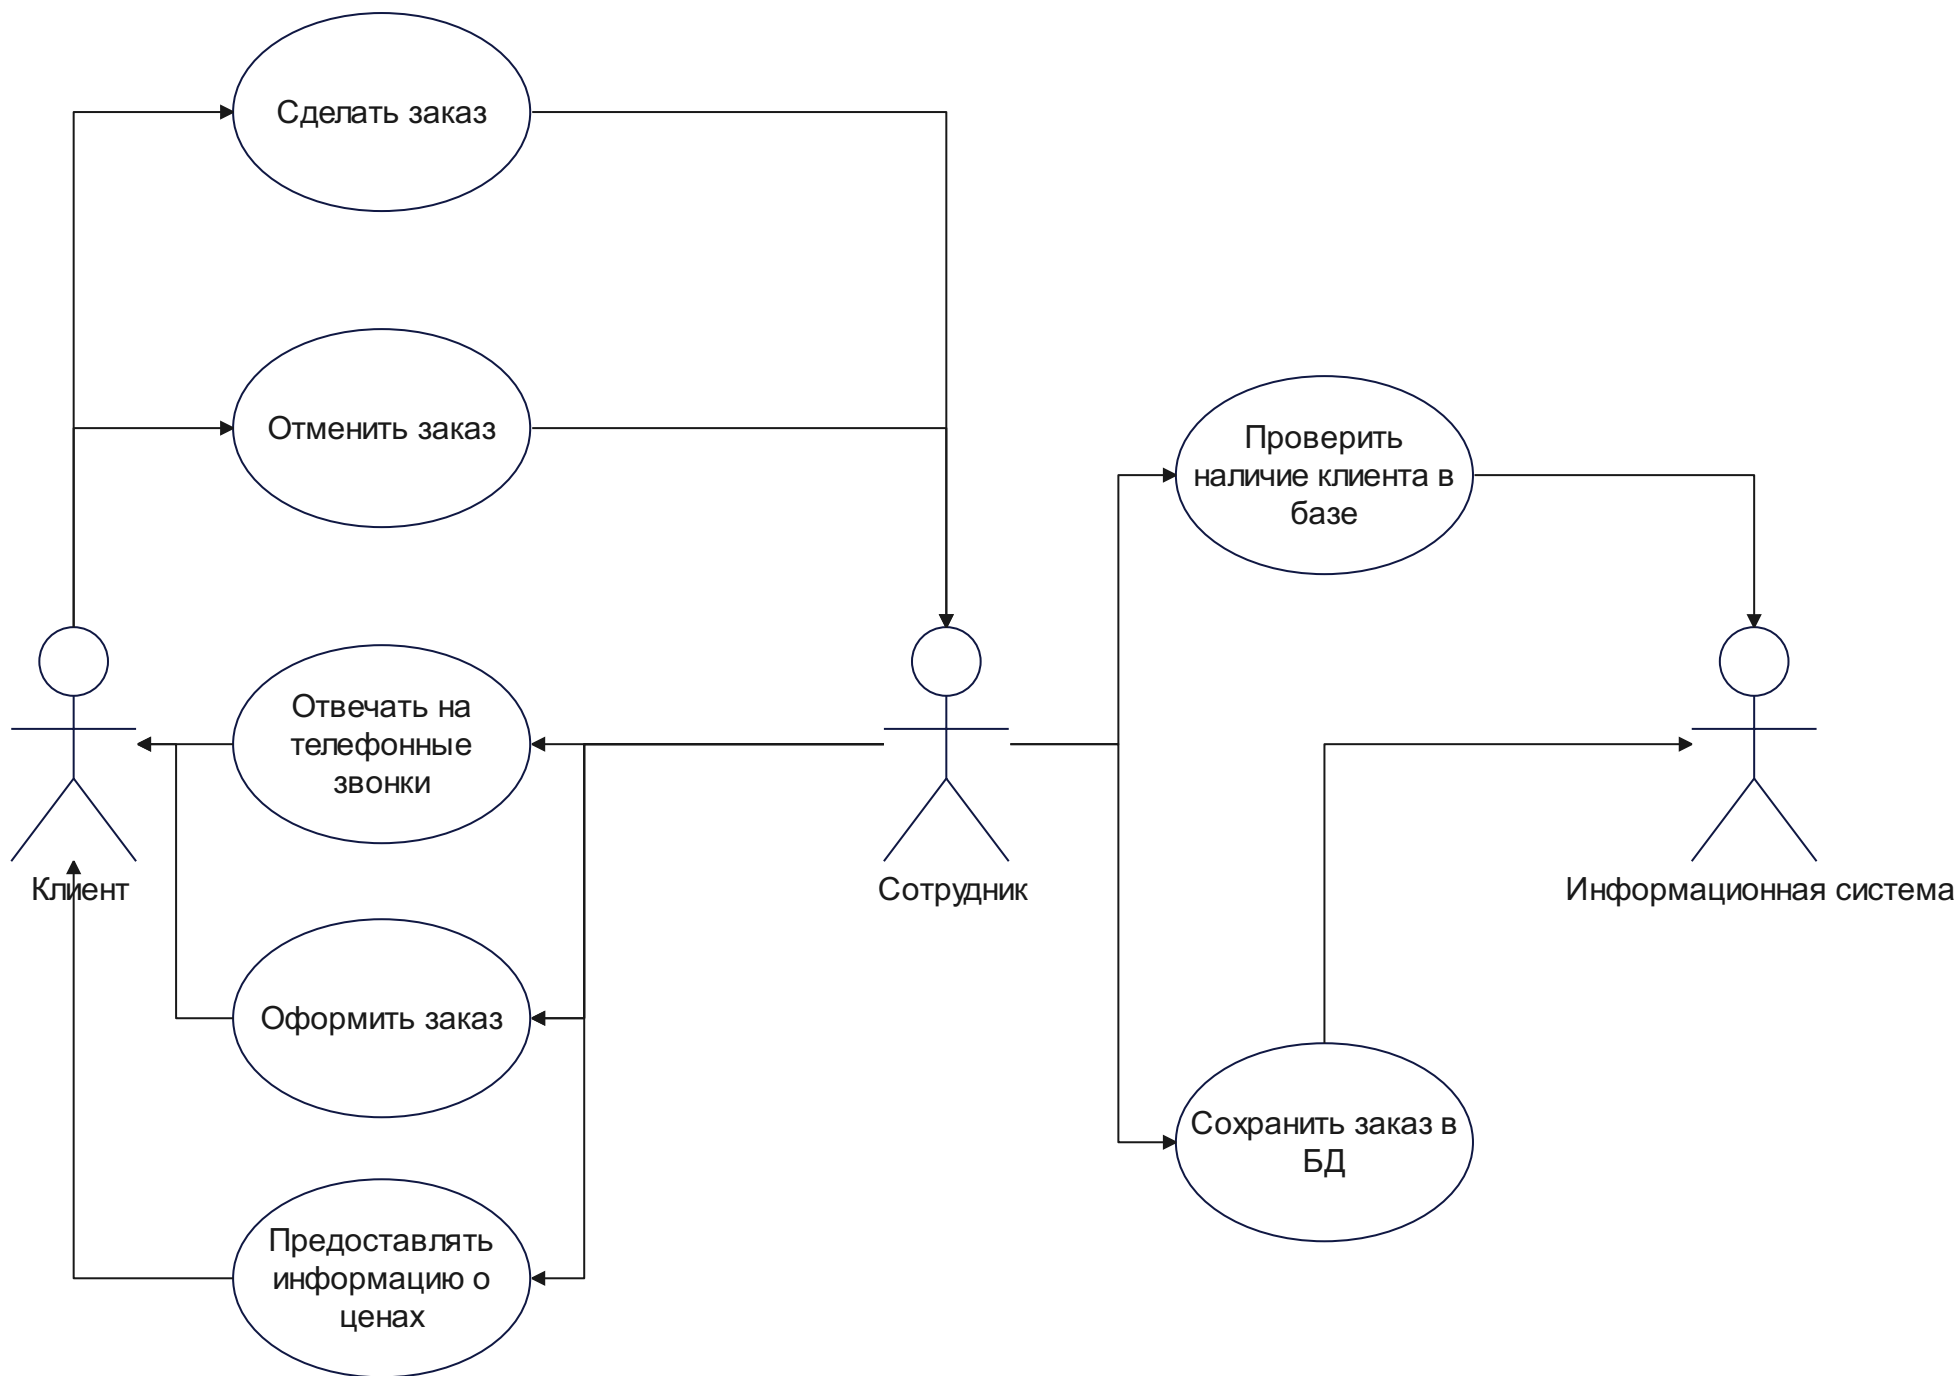 Сделать заказ
Отменить заказ
Проверить
наличие клиента в
базе
Отвечать на
телефонные
звонки
Клиент
Сотрудник
Информационная система
Оформить заказ
Сохранить заказ в
БД
Предоставлять
информацию о
ценах